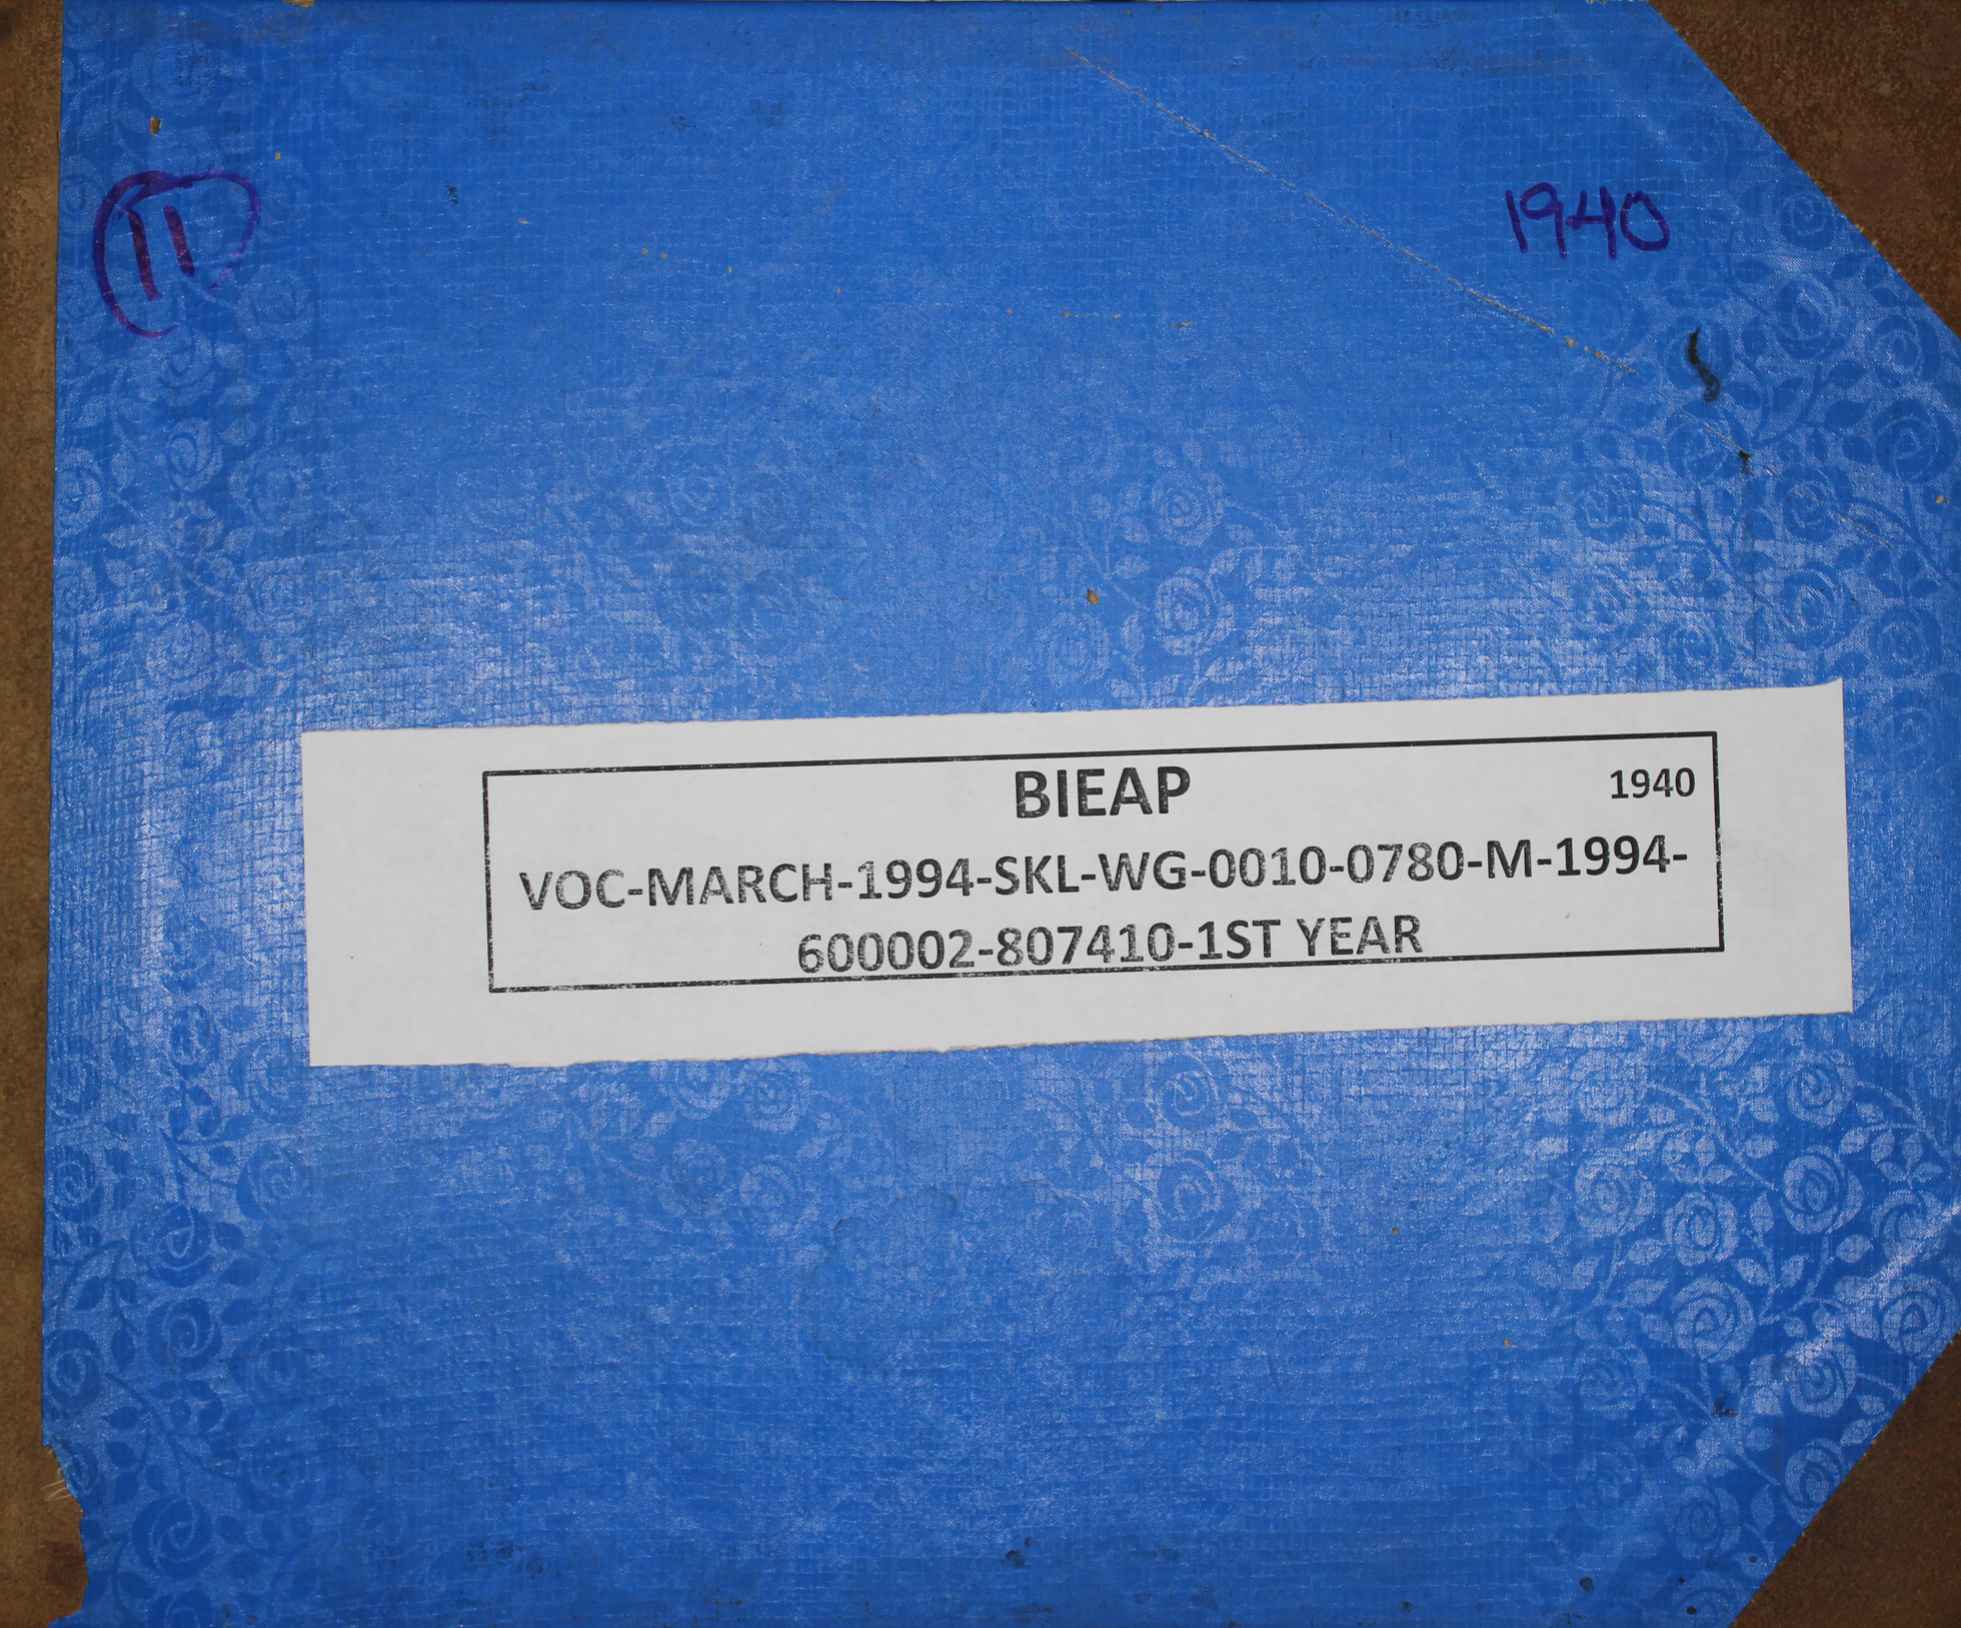 11
1940
BIEAP
1940
VOC-MARCH-1994-SKL-WG-0010-0780-M-1994-
600002-807410-1ST YEAR